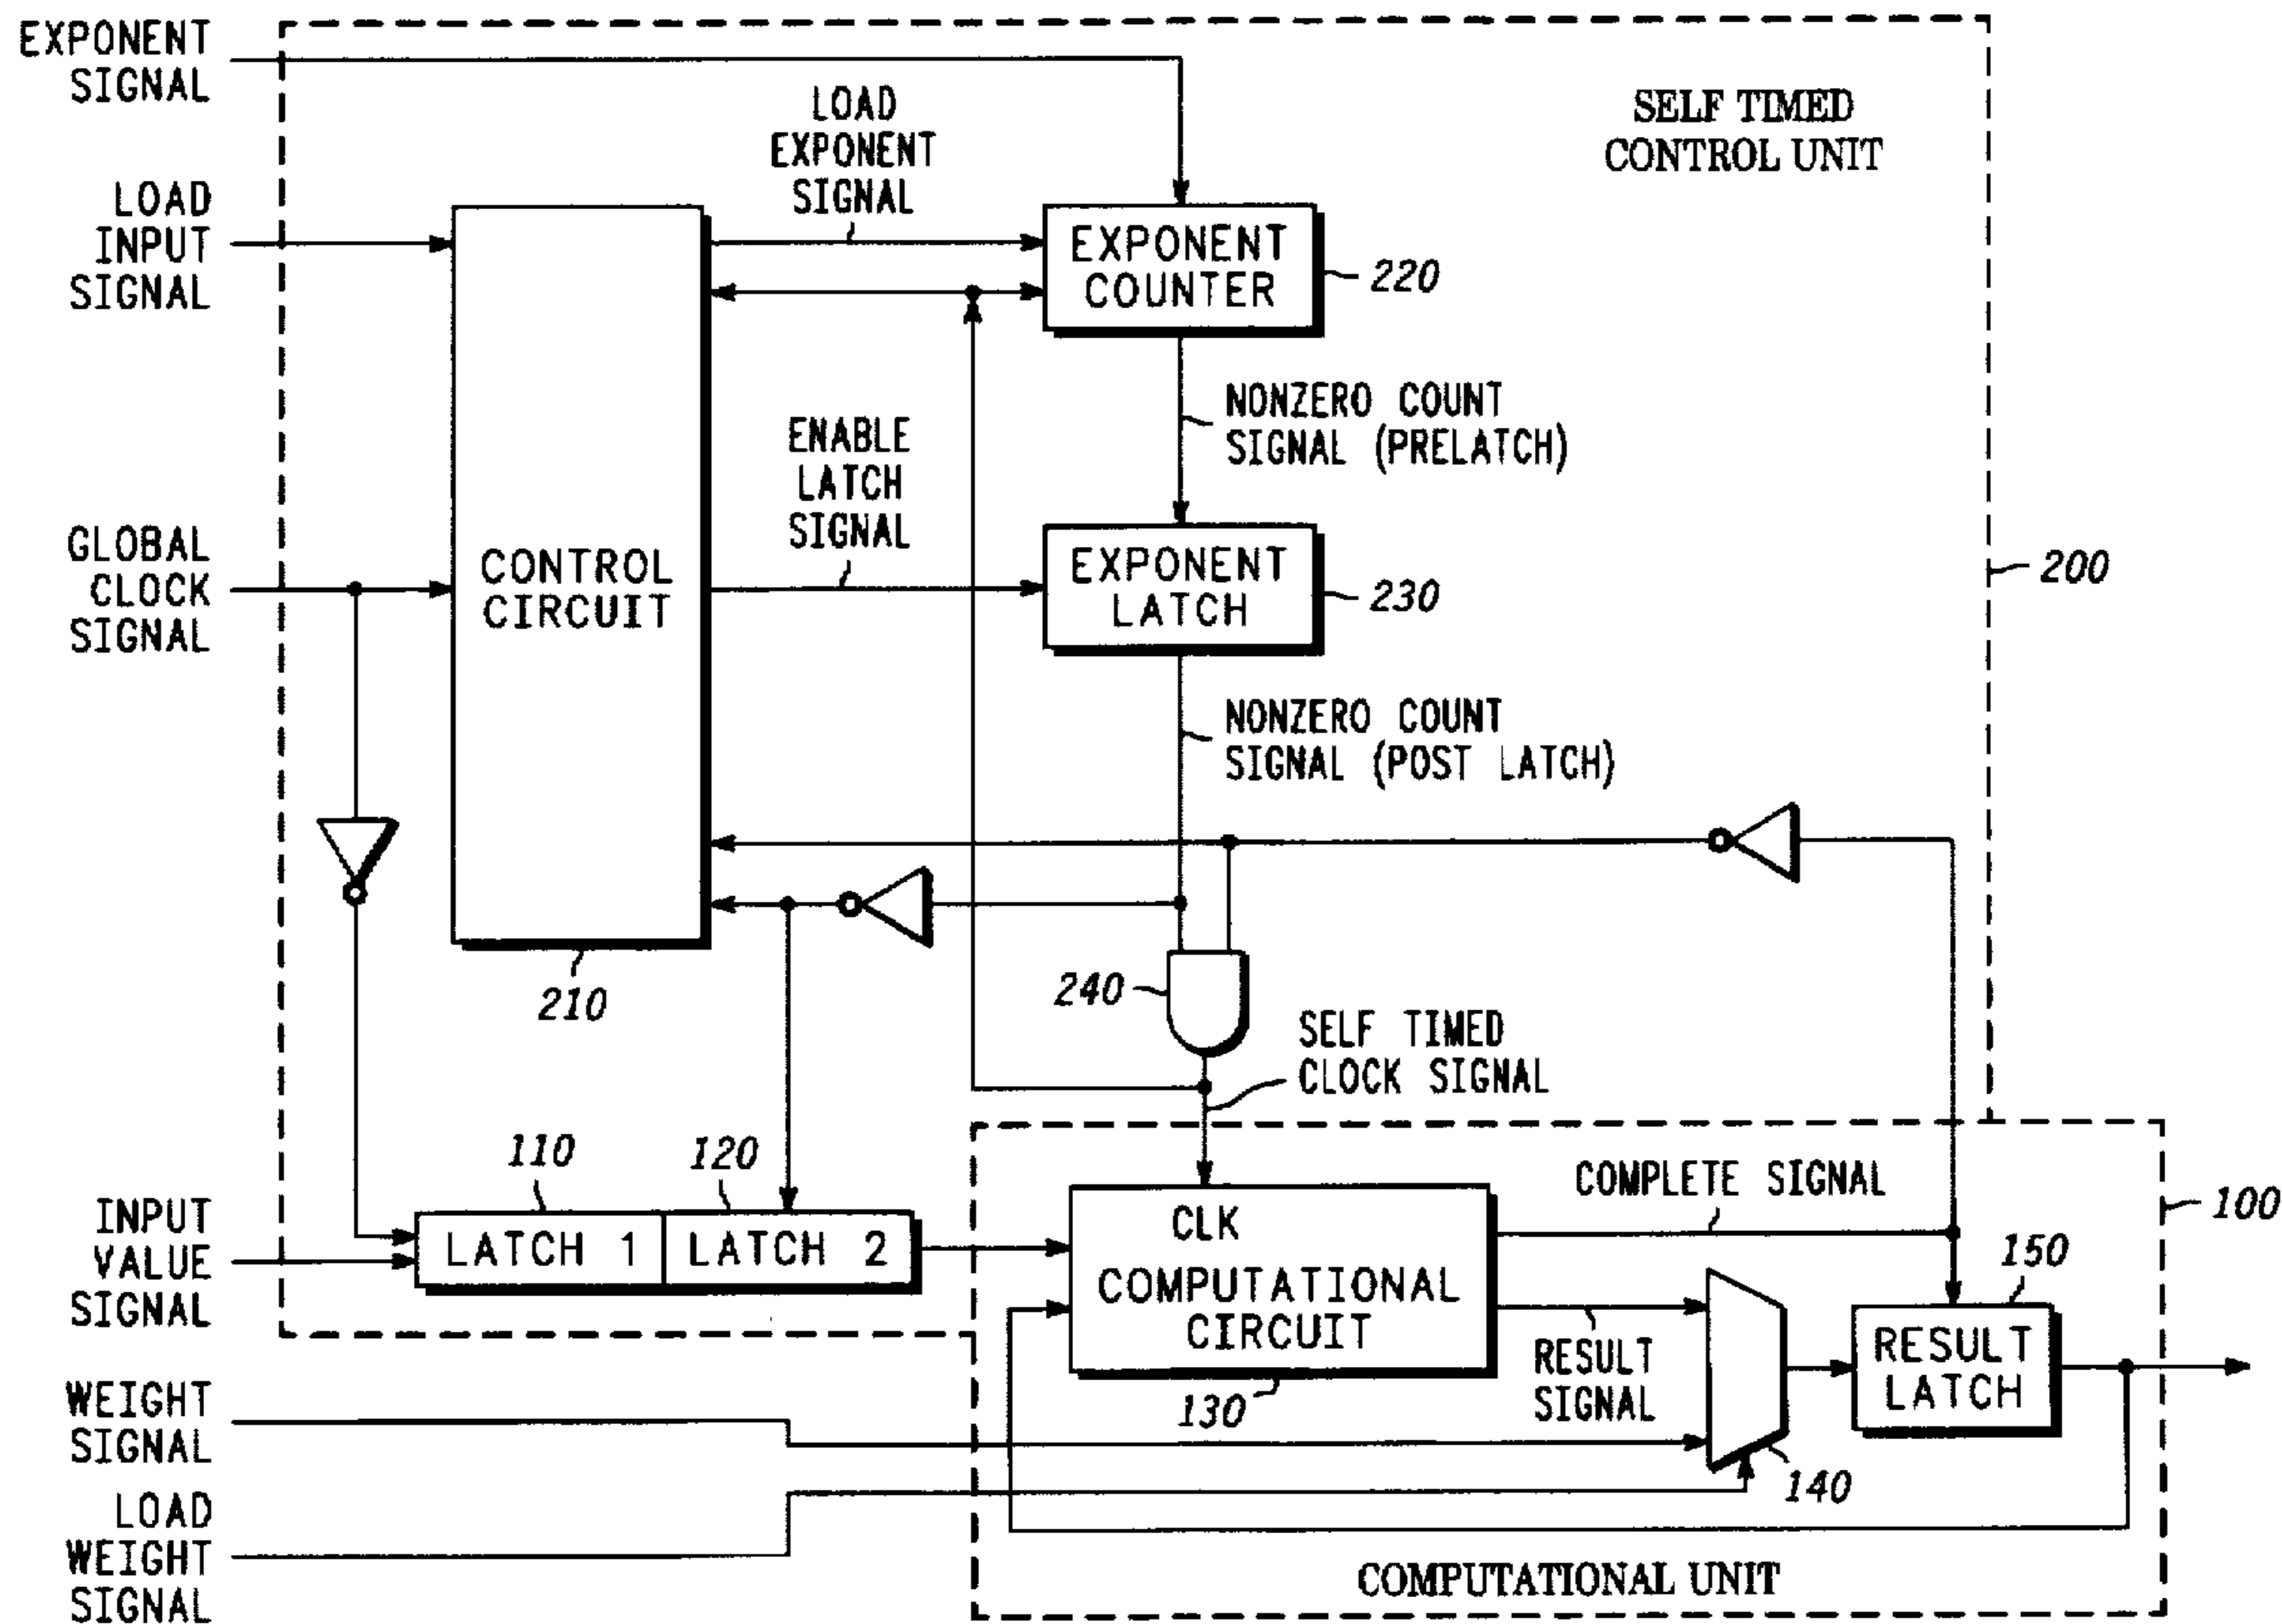 EXPONENT
SIGNAL
SELF TIMED
CONTROL UNIT
LOAD
EXPONENT
SIGNAL
LOAD
INPUT
SIGNAL
EXPONENT
COUNTER
220
NONZERO COUNT
SIGNAL (PRELATCH)
ENABLE
LATCH
SIGNAL
GLOBAL
CLOCK
SIGNAL
CONTROL
CIRCUIT
EXPONENT
LATCH
230
200
NONZERO COUNT
SIGNAL (POST LATCH)
210
240
SELF TIMED
CLOCK SIGNAL
110
120
INPUT
VALUE
SIGNAL
LATCH 1
LATCH 2
CLK
COMPUTATIONAL
CIRCUIT
130
COMPLETE SIGNAL
100
150
RESULT
SIGNAL
RESULT
LATCH
140
WEIGHT
SIGNAL
LOAD
WEIGHT
SIGNAL
COMPUTATIONAL UNIT